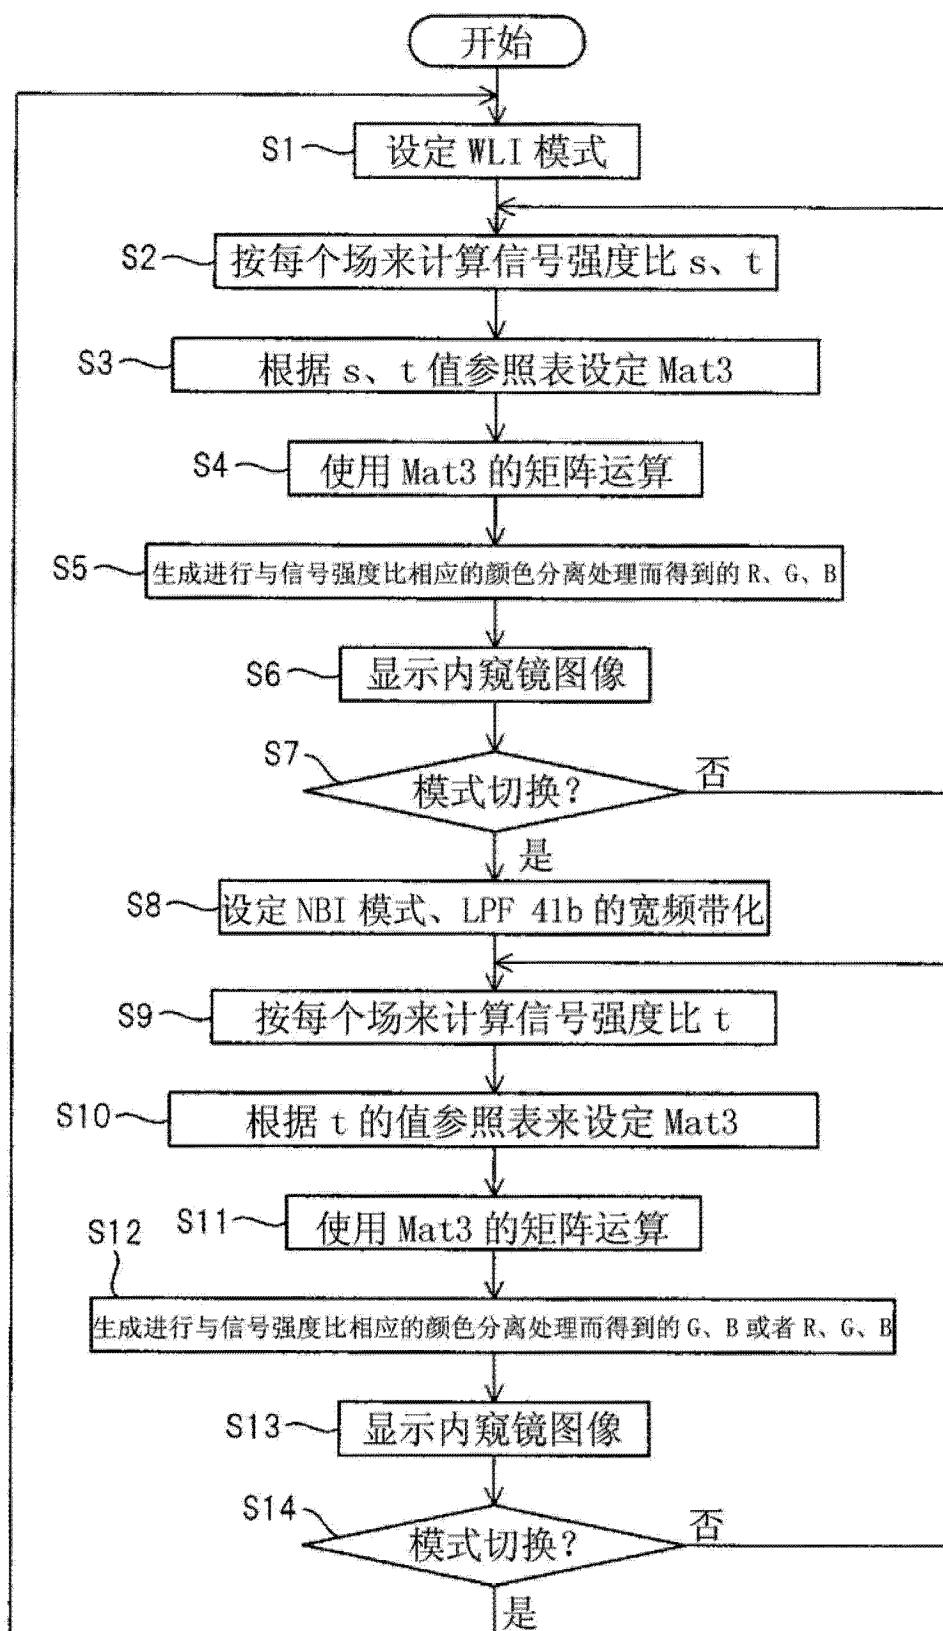 开始
S1
设定 WLI 模式
S2
按每个场来计算信号强度比 s、t
S3
根据 s、t 值参照表设定 Mat3
S4
使用 Mat3 的矩阵运算
S5
生成进行与信号强度比相应的颜色分离处理而得到的 R、G、B
S6
显示内窥镜图像
S7
模式切换？
否
是
S8
设定 NBI 模式、LPF 41b 的宽频带化
S9
按每个场来计算信号强度比 t
S10
根据 t 的值参照表来设定 Mat3
S11
使用 Mat3 的矩阵运算
S12
生成进行与信号强度比相应的颜色分离处理而得到的 G、B 或者 R、G、B
S13
显示内窥镜图像
S14
模式切换？
否
是